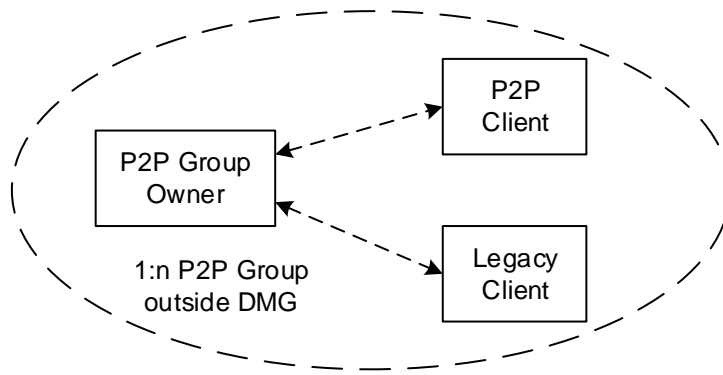 P2P
Client
P2P Group
Owner
1:n P2P Group
outside DMG
Legacy
Client